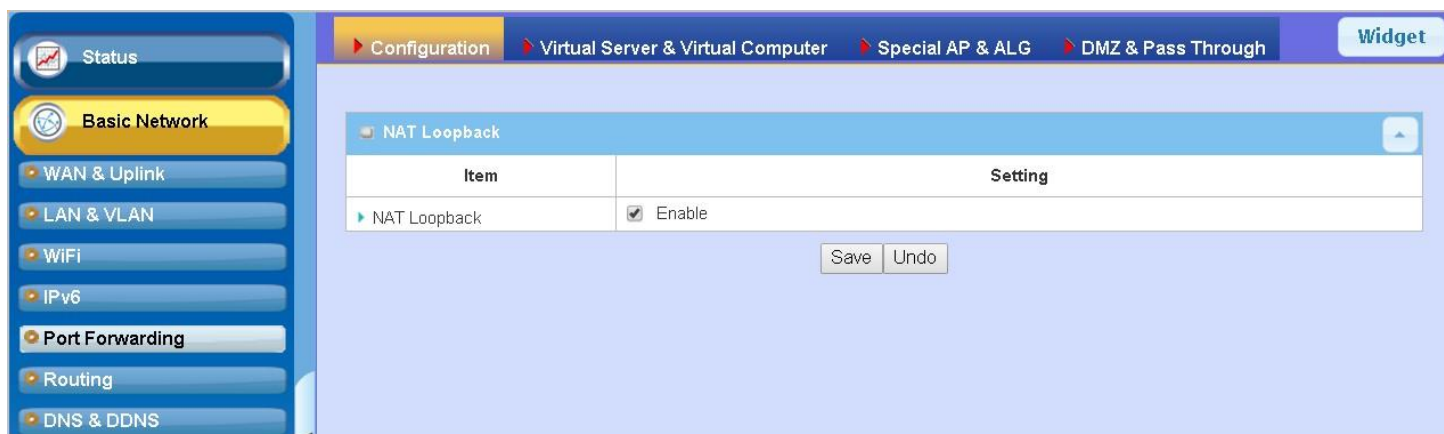 Status
Basic Network
WAN & Uplink
LAN & VLAN
WiFi
IPv6
Port Forwarding
Routing
DNS & DDNS
Configuration
Virtual Server & Virtual Computer
Special AP & ALG
DMZ & Pass Through
Widget
NAT Loopback
Item
Setting
NAT Loopback
Enable
Save
Undo